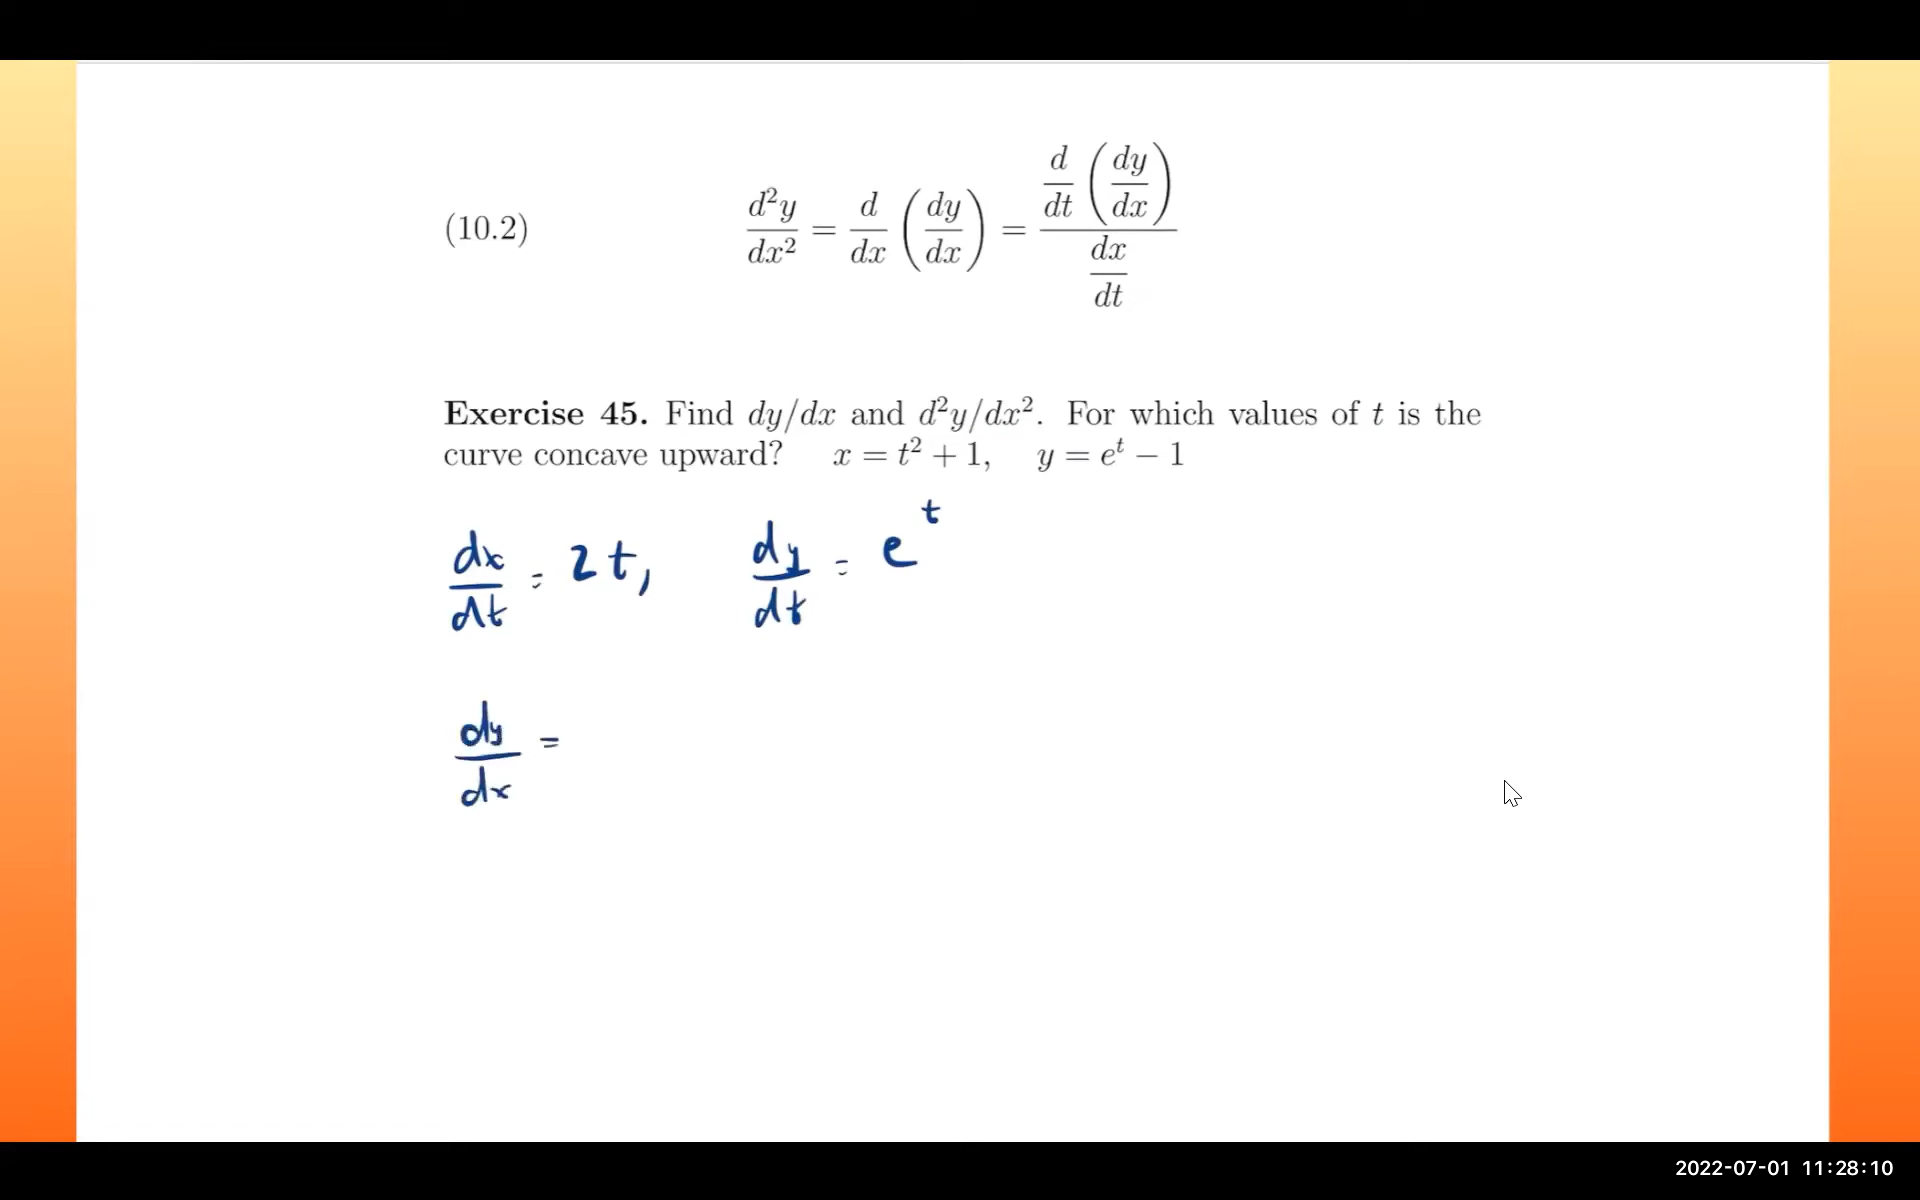 (10.2) d²y/dx² = d/dx (dy/dx) = d/dt (dy/dx) / dx/dt
Exercise 45. Find dy/dx and d²y/dx². For which values of t is the
curve concave upward? x = t² + 1, y = eᵗ − 1
dx/dt = 2t, dy/dt = eᵗ
dy/dx =
2022-07-01 11:28:10